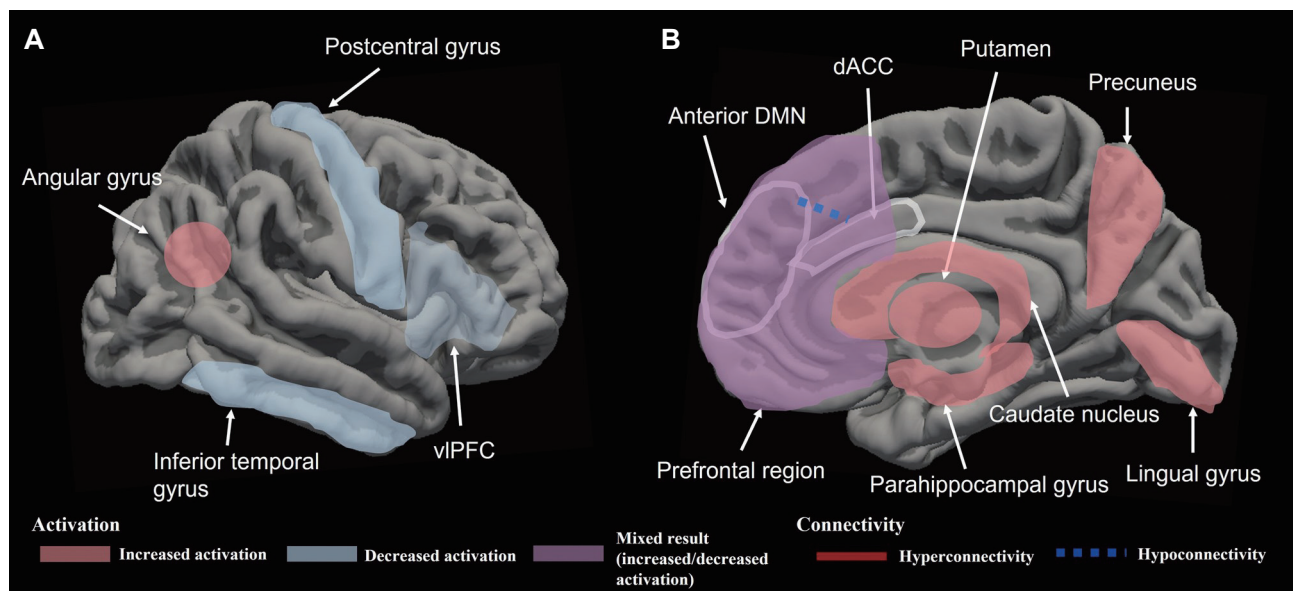 A
B
Postcentral gyrus
Putamen
dACC
Precuneus
Anterior DMN
Angular gyrus
Caudate nucleus
vlPFC
Inferior temporal
gyrus
Prefrontal region
Parahippocampal gyrus
Lingual gyrus
Activation
Increased activation
Decreased activation
Mixed result
(increased/decreased
activation)
Connectivity
Hyperconnectivity
Hypoconnectivity